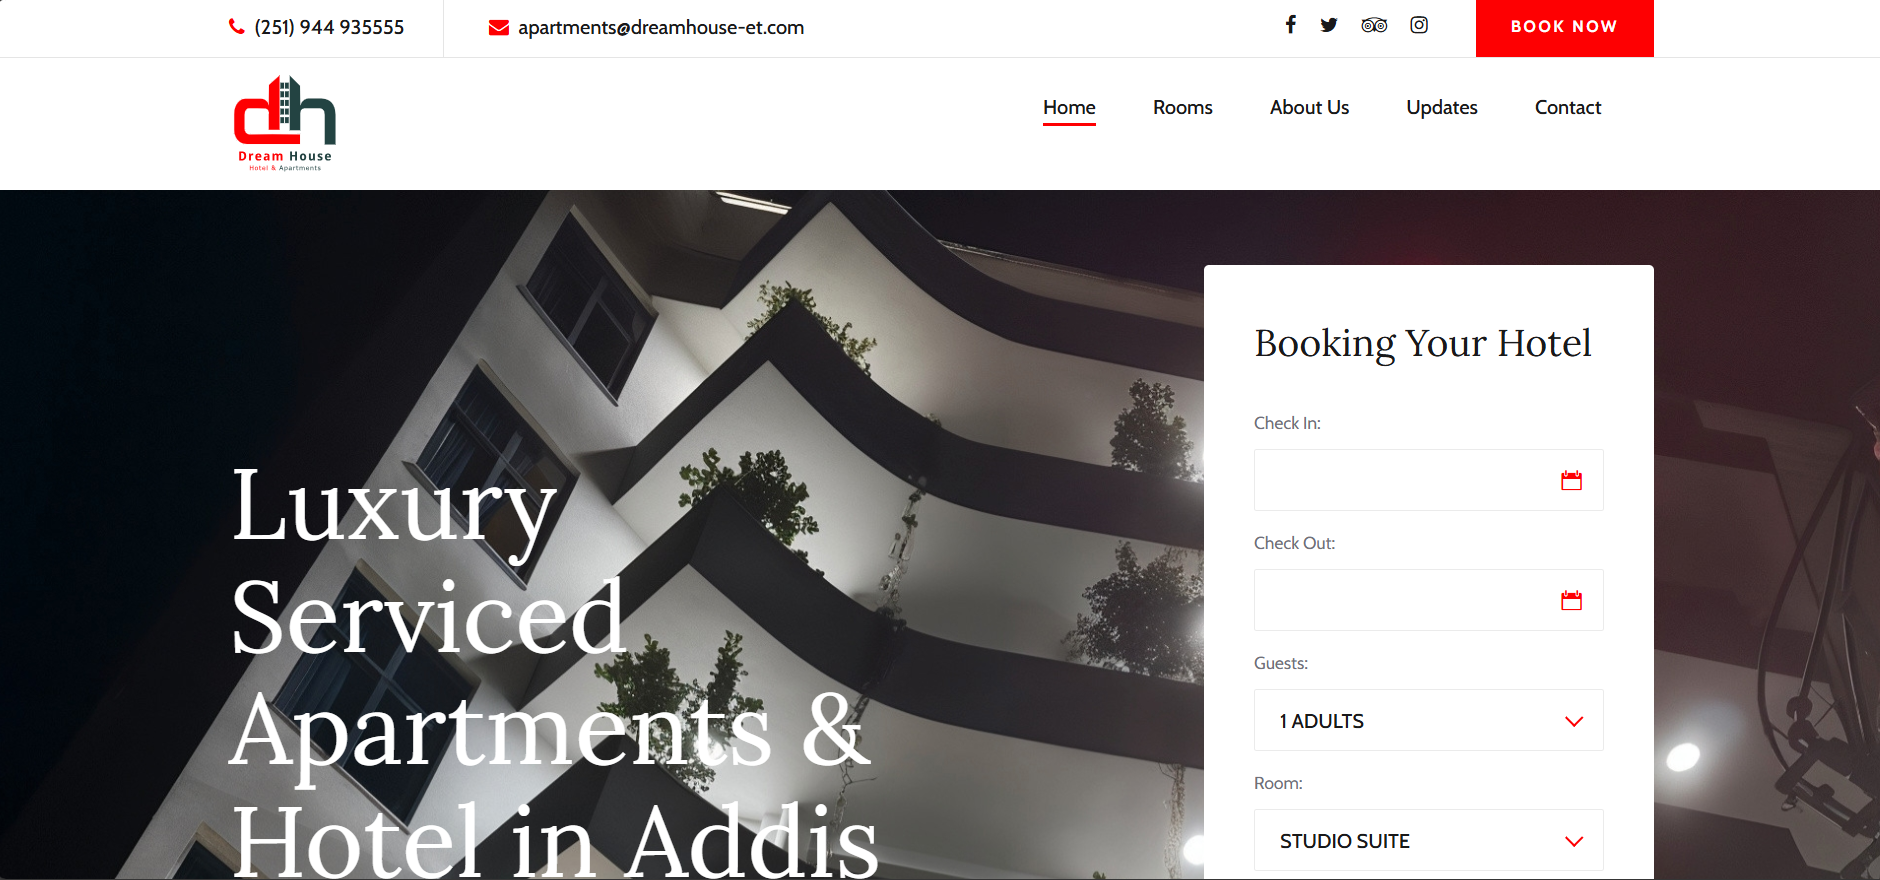 (251) 944 935555
apartments@dreamhouse-et.com
BOOK NOW
dh
Dream House
Hotel & Apartments
Home
Rooms
About Us
Updates
Contact
Luxury
Serviced
Apartments &
Hotel in Addis
Booking Your Hotel
Check In:
Check Out:
Guests:
1 ADULTS
Room:
STUDIO SUITE